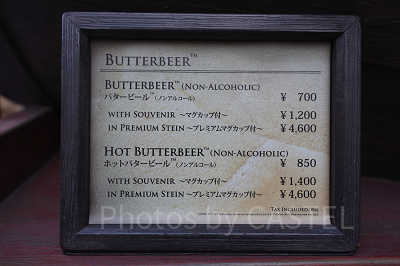 BUTTERBEER™
BUTTERBEER™ (NON-ALCOHOLIC)
バタービール™(ノンアルコール) ¥ 700
WITH SOUVENIR ~マグカップ付~ ¥ 1,200
IN PREMIUM STEIN ~プレミアムマグカップ付~ ¥ 4,600
HOT BUTTERBEER™ (NON-ALCOHOLIC)
ホットバタービール™(ノンアルコール) ¥ 850
WITH SOUVENIR ~マグカップ付~ ¥ 1,400
IN PREMIUM STEIN ~プレミアムマグカップ付~ ¥ 4,600
TAX INCLUDED/税込
Photos by CASTEL